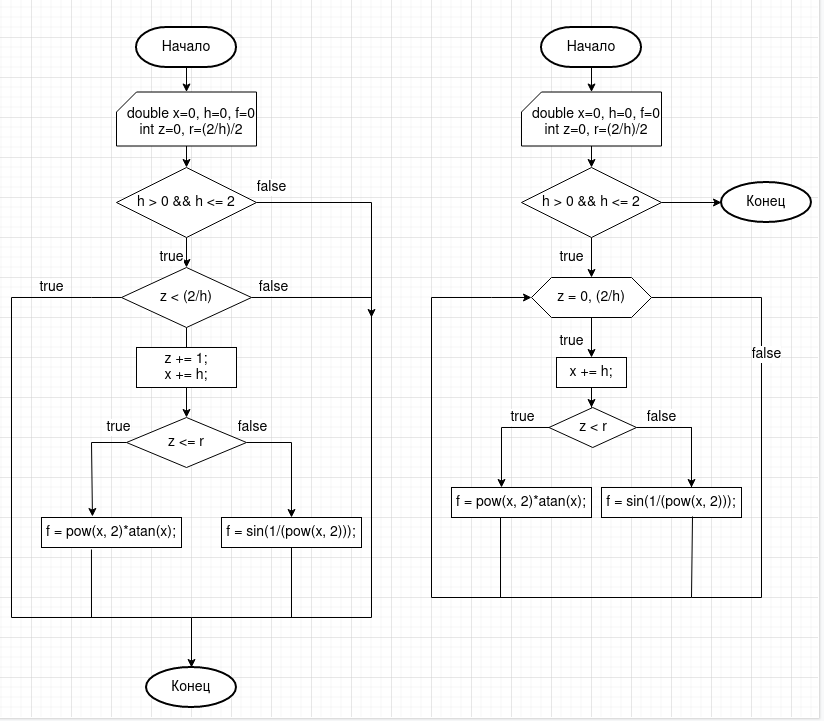 Начало
double x=0, h=0, f=0
int z=0, r=(2/h)/2
h > 0 && h <= 2
false
true
z < (2/h)
true
false
z += 1;
x += h;
z <= r
true
false
f = pow(x, 2)*atan(x);
f = sin(1/(pow(x, 2)));
Конец
Начало
double x=0, h=0, f=0
int z=0, r=(2/h)/2
h > 0 && h <= 2
Конец
true
z = 0, (2/h)
true
false
x += h;
z < r
true
false
f = pow(x, 2)*atan(x);
f = sin(1/(pow(x, 2)));